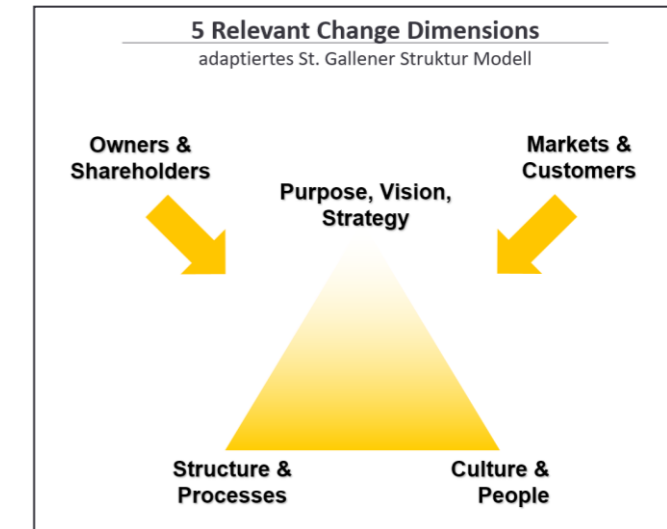 5 Relevant Change Dimensions
adaptiertes St. Gallener Struktur Modell
Owners &
Shareholders
Markets &
Customers
Purpose, Vision,
Strategy
Structure &
Processes
Culture &
People